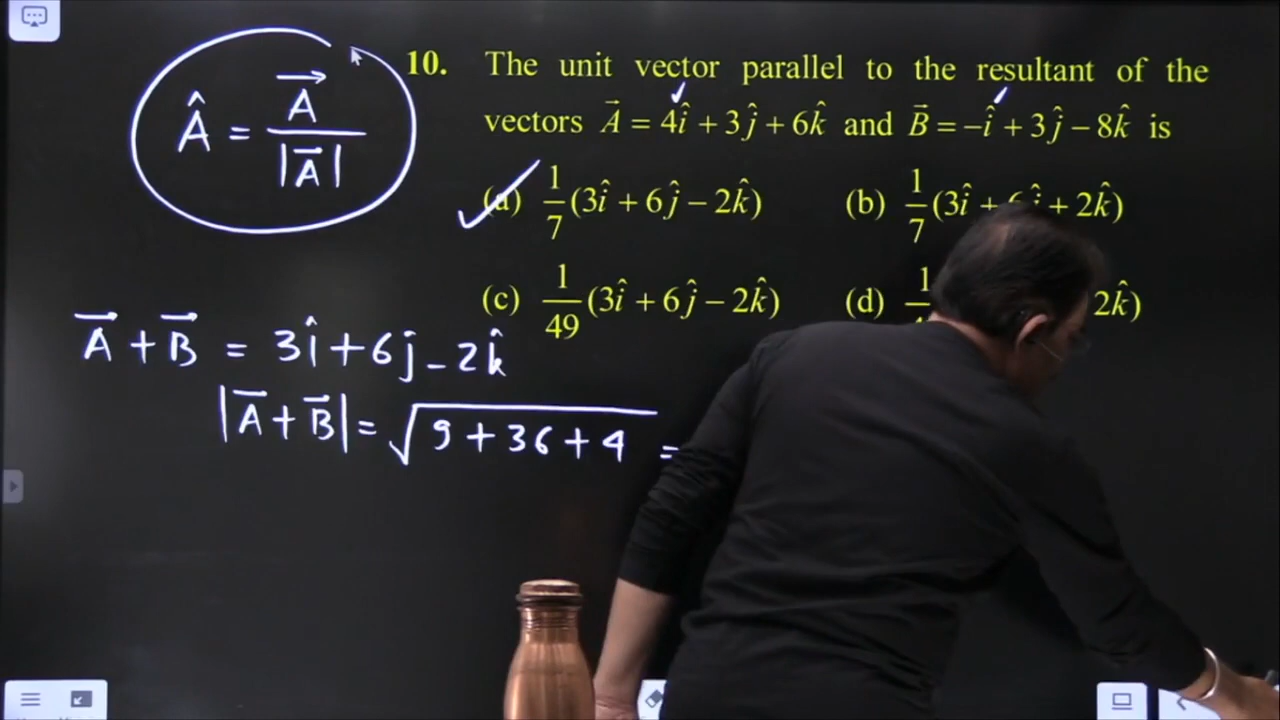 10. The unit vector parallel to the resultant of the
vectors A⃗ = 4î + 3ĵ + 6k̂ and B⃗ = −î + 3ĵ − 8k̂ is
(a) 1/7 (3î + 6ĵ − 2k̂) (b) 1/7 (3î + 6ĵ + 2k̂)
(c) 1/49 (3î + 6ĵ − 2k̂) (d) 2k̂)
Â = A⃗ / |A⃗|
A⃗ + B⃗ = 3î + 6ĵ − 2k̂
|A⃗ + B⃗| = √(9 + 36 + 4) =